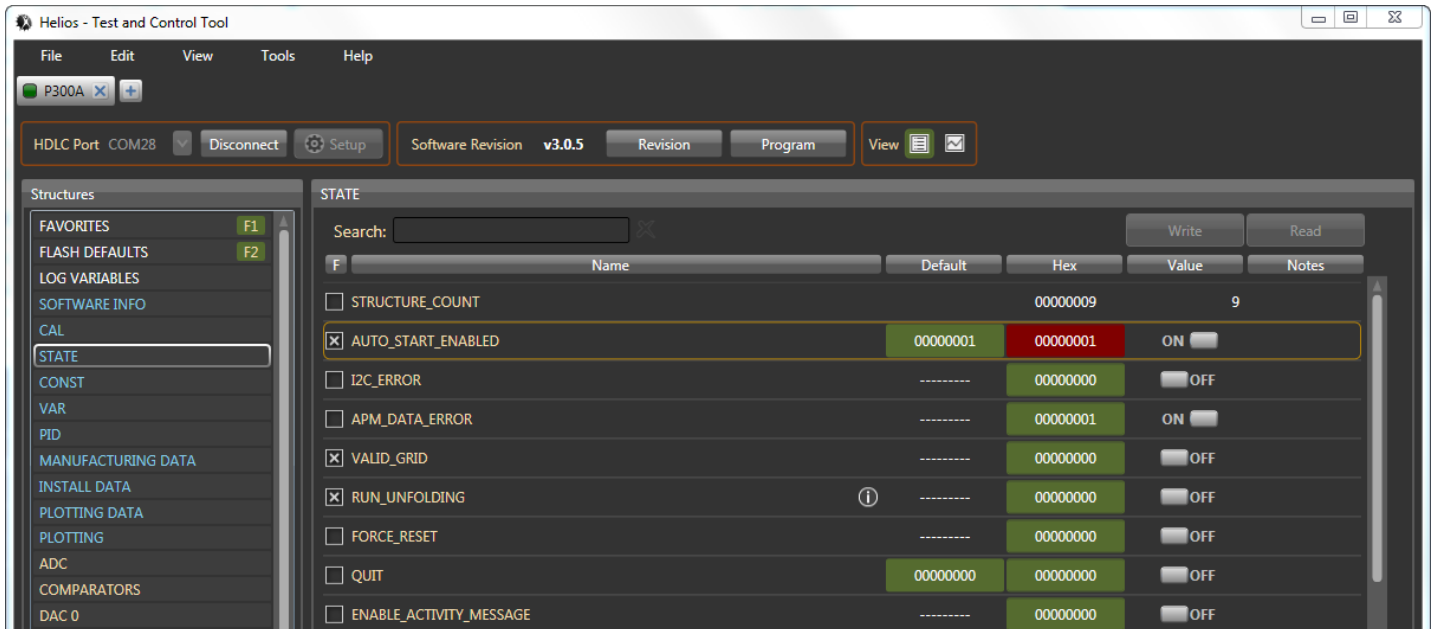 Helios - Test and Control Tool
File Edit View Tools Help
P300A
HDLC Port COM28 Disconnect Setup Software Revision v3.0.5 Revision Program View
Structures
FAVORITES F1
FLASH DEFAULTS F2
LOG VARIABLES
SOFTWARE INFO
CAL
STATE
CONST
VAR
PID
MANUFACTURING DATA
INSTALL DATA
PLOTTING DATA
PLOTTING
ADC
COMPARATORS
DAC 0
STATE
Search: Write Read
F Name Default Hex Value Notes
STRUCTURE_COUNT 00000009 9
AUTO_START_ENABLED 00000001 00000001 ON
I2C_ERROR --------- 00000000 OFF
APM_DATA_ERROR --------- 00000001 ON
VALID_GRID --------- 00000000 OFF
RUN_UNFOLDING --------- 00000000 OFF
FORCE_RESET --------- 00000000 OFF
QUIT 00000000 00000000 OFF
ENABLE_ACTIVITY_MESSAGE --------- 00000000 OFF